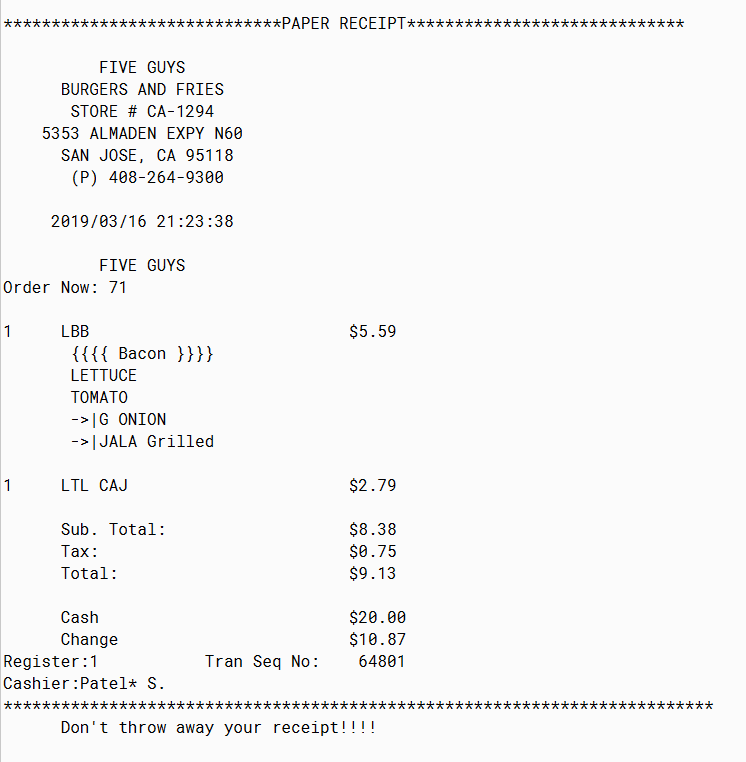 *****************************PAPER RECEIPT*****************************
FIVE GUYS
BURGERS AND FRIES
STORE # CA-1294
5353 ALMADEN EXPY N60
SAN JOSE, CA 95118
(P) 408-264-9300
2019/03/16 21:23:38
FIVE GUYS
Order Now: 71
1 LBB $5.59
{{{{ Bacon }}}}
LETTUCE
TOMATO
->|G ONION
->|JALA Grilled
1 LTL CAJ $2.79
Sub. Total: $8.38
Tax: $0.75
Total: $9.13
Cash $20.00
Change $10.87
Register:1 Tran Seq No: 64801
Cashier:Patel* S.
**************************************************************************
Don't throw away your receipt!!!!